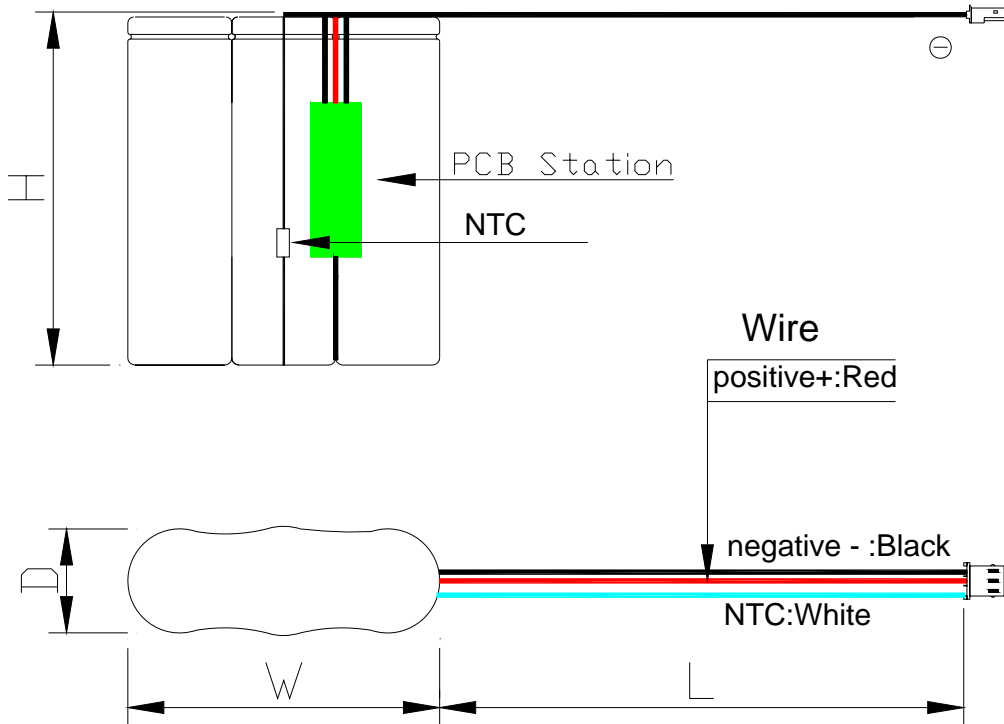 ⊖
H
PCB Station
NTC
Wire
positive+:Red
negative - :Black
D
NTC:White
W
L